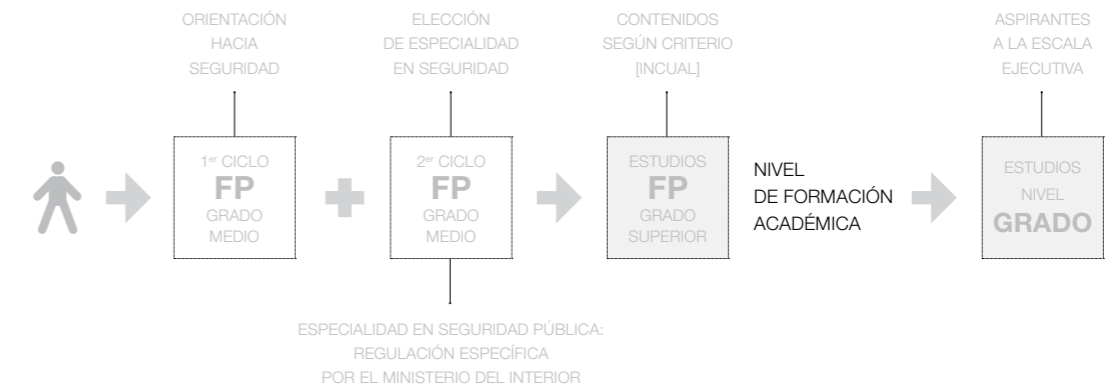 ORIENTACIÓN
HACIA
SEGURIDAD
ELECCIÓN
DE ESPECIALIDAD
EN SEGURIDAD
CONTENIDOS
SEGÚN CRITERIO
[INCUAL]
ASPIRANTES
A LA ESCALA
EJECUTIVA
1er CICLO
FP
GRADO
MEDIO
2er CICLO
FP
GRADO
MEDIO
ESTUDIOS
FP
GRADO
SUPERIOR
NIVEL
DE FORMACIÓN
ACADÉMICA
ESTUDIOS
NIVEL
GRADO
ESPECIALIDAD EN SEGURIDAD PÚBLICA:
REGULACIÓN ESPECÍFICA
POR EL MINISTERIO DEL INTERIOR